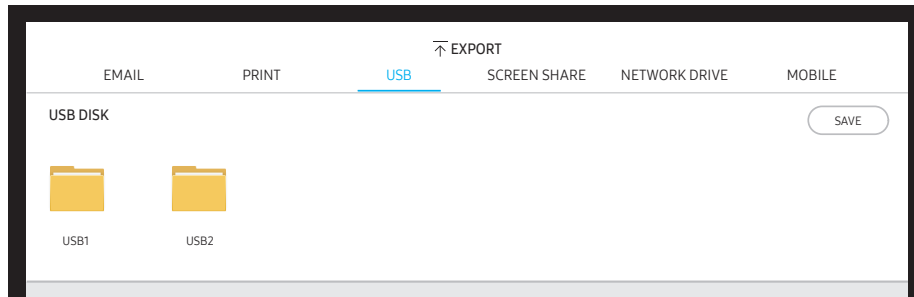 EXPORT
EMAIL PRINT USB SCREEN SHARE NETWORK DRIVE MOBILE
USB DISK SAVE
USB1 USB2